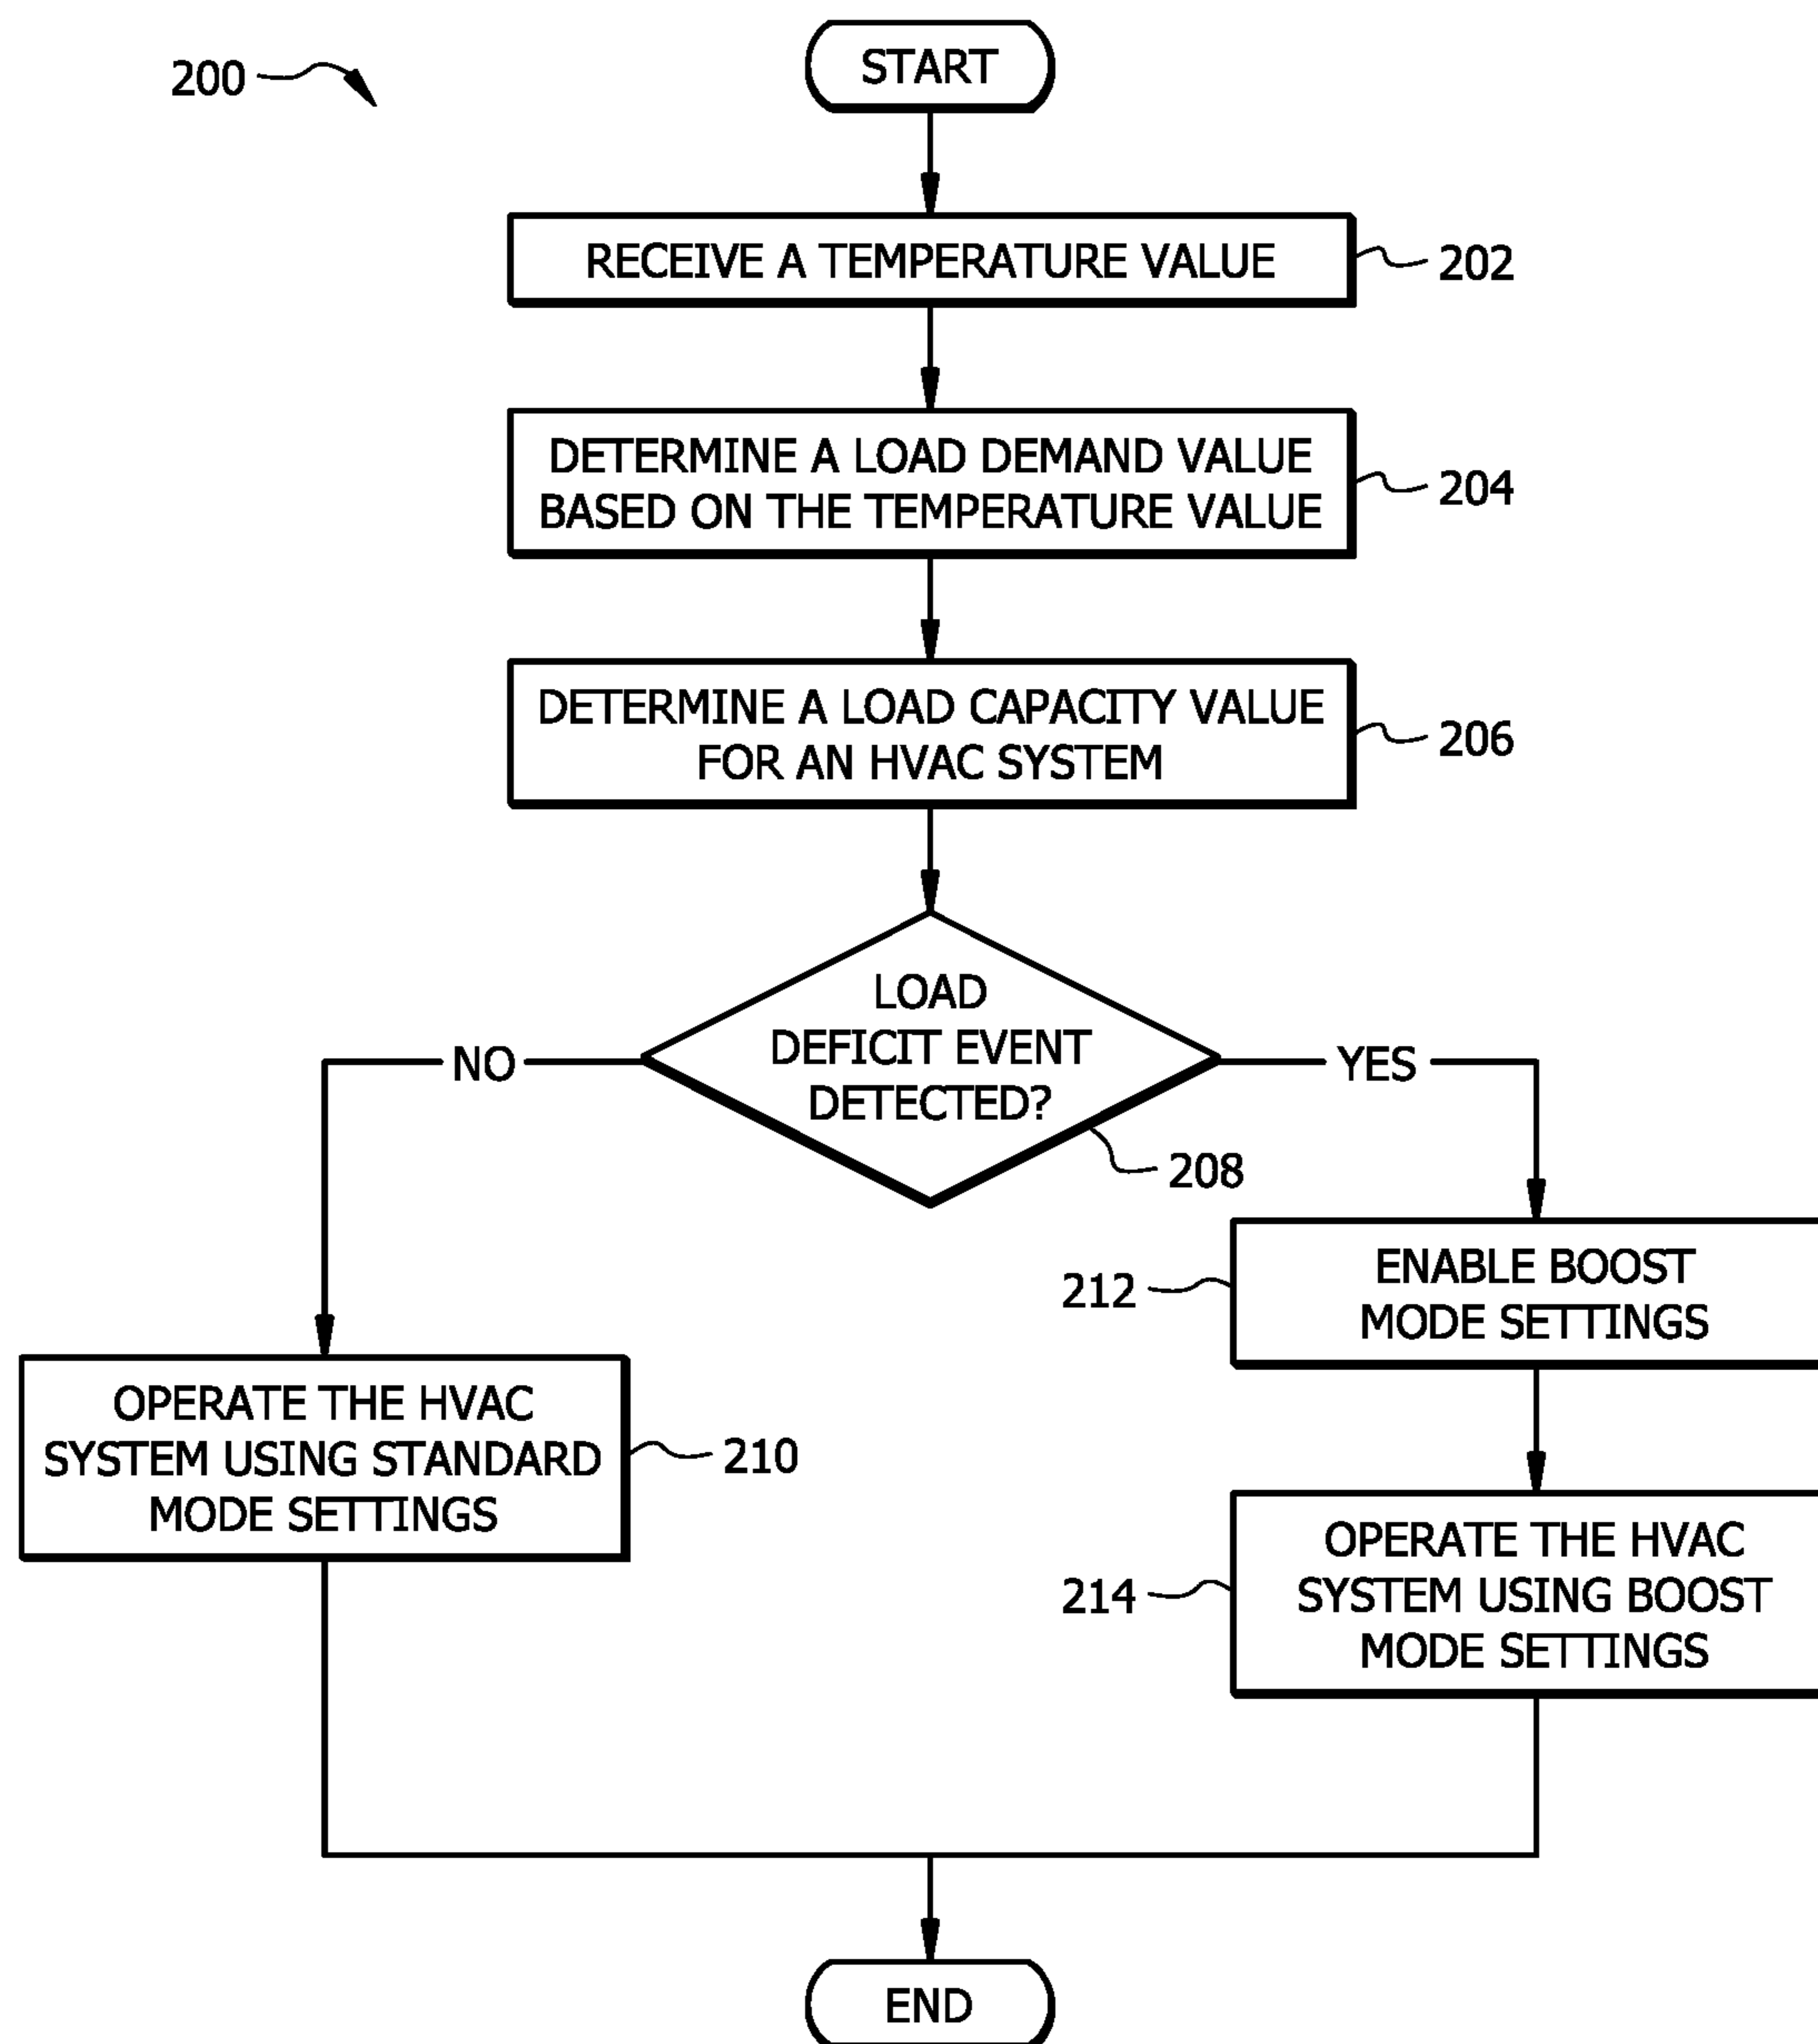 200
START
RECEIVE A TEMPERATURE VALUE
202
DETERMINE A LOAD DEMAND VALUE
BASED ON THE TEMPERATURE VALUE
204
DETERMINE A LOAD CAPACITY VALUE
FOR AN HVAC SYSTEM
206
LOAD
DEFICIT EVENT
DETECTED?
208
NO
YES
OPERATE THE HVAC
SYSTEM USING STANDARD
MODE SETTINGS
210
ENABLE BOOST
MODE SETTINGS
212
OPERATE THE HVAC
SYSTEM USING BOOST
MODE SETTINGS
214
END